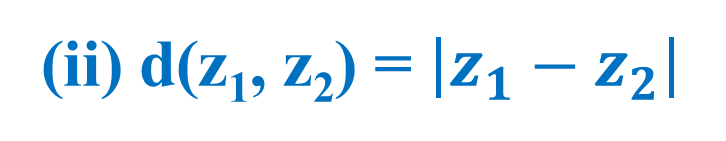 (ii) d(z₁, z₂) = |z₁ − z₂|